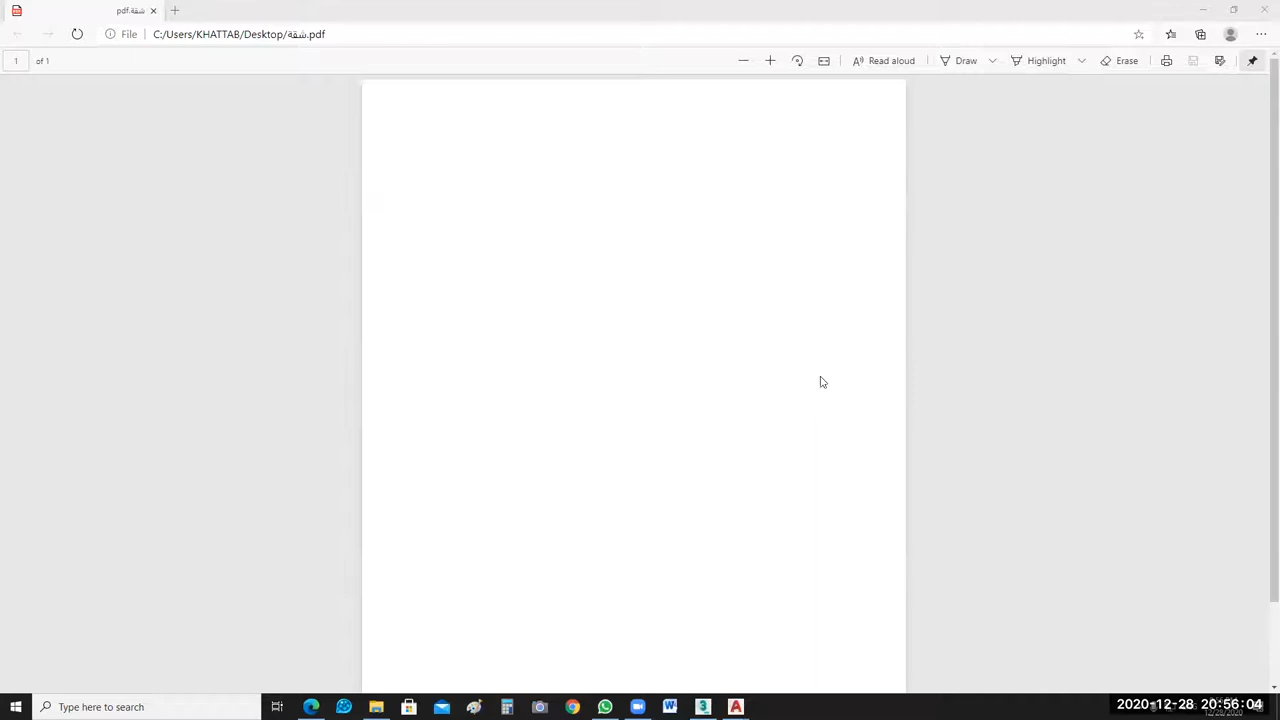 شقة.pdf
File
C:/Users/KHATTAB/Desktop/شقة.pdf
1 of 1
Read aloud
Draw
Highlight
Erase
Type here to search
2020-12-28 20:56:04